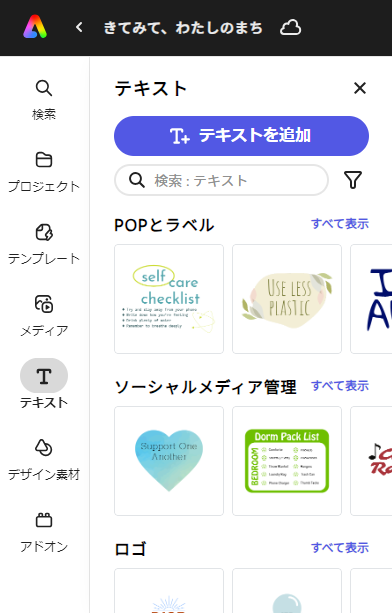 きてみて、わたしのまち
検索
プロジェクト
テンプレート
メディア
テキスト
デザイン素材
アドオン
テキスト
テキストを追加
検索 : テキスト
POPとラベル
すべて表示
self
care
checklist
USE LESS
PLASTIC
ソーシャルメディア管理
すべて表示
Support One
Another
Dorm Pack List
BEDROOM
ロゴ
すべて表示